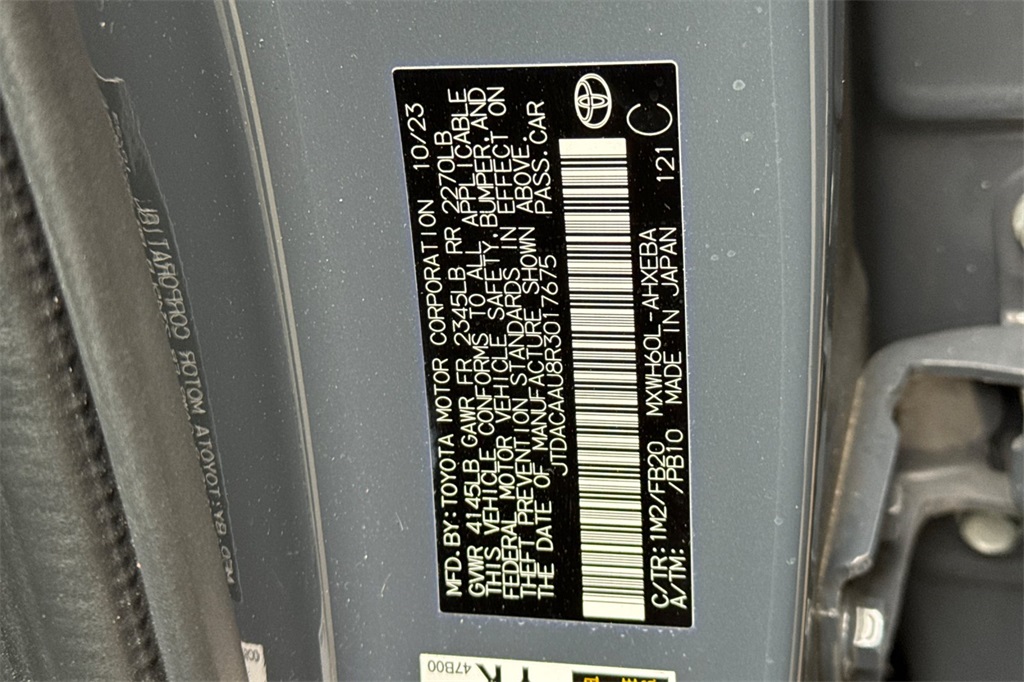 MFD. BY: TOYOTA MOTOR CORPORATION 10/23
GVWR 4145LB GAWR FR 2345LB RR 2270LB
THIS VEHICLE CONFORMS TO ALL APPLICABLE
FEDERAL MOTOR VEHICLE SAFETY, BUMPER, AND
THEFT PREVENTION STANDARDS IN EFFECT ON
THE DATE OF MANUFACTURE SHOWN ABOVE.
JTDACAAU8R3017675 PASS. CAR
C/TR: 1M2/FB20 MXWH60L-AHXEBA 121 C
A/TM: /PB10 MADE IN JAPAN
47B00